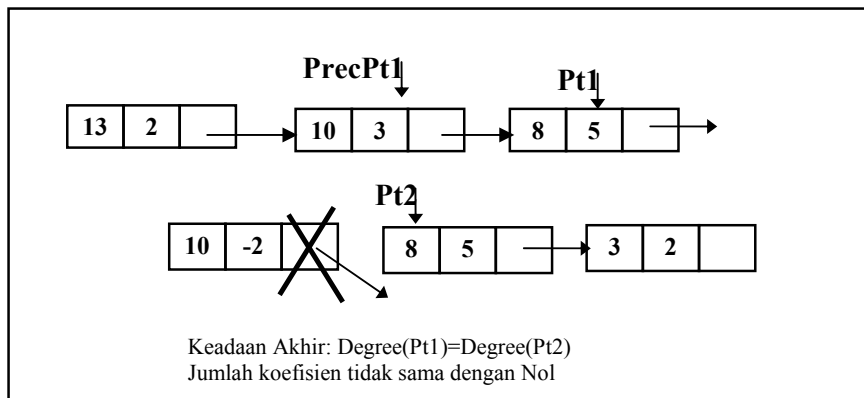 PrecPt1
Pt1
13 2 10 3 8 5
Pt2
10 -2 8 5 3 2
Keadaan Akhir: Degree(Pt1)=Degree(Pt2)
Jumlah koefisien tidak sama dengan Nol